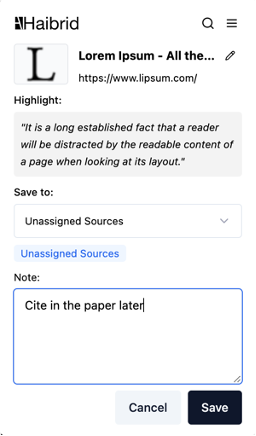 Haibrid
L
Lorem Ipsum - All the...
https://www.lipsum.com/
Highlight:
"It is a long established fact that a reader
will be distracted by the readable content of
a page when looking at its layout."
Save to:
Unassigned Sources
Unassigned Sources
Note:
Cite in the paper later
Cancel Save